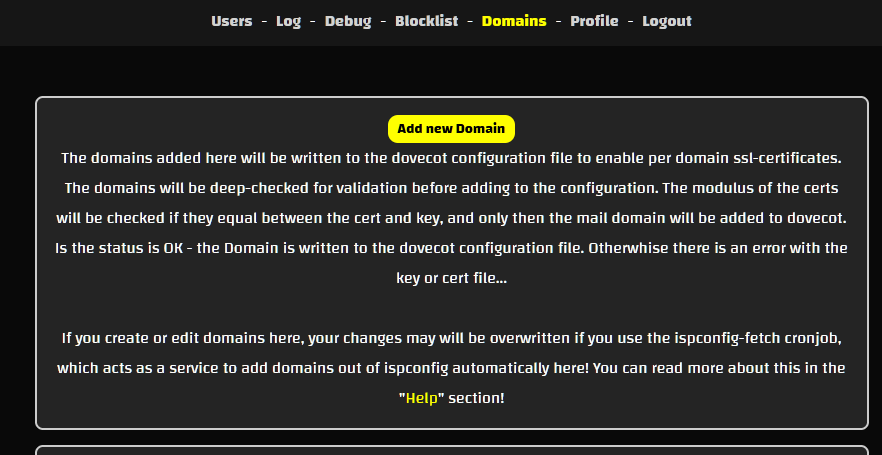 Users - Log - Debug - Blocklist - Domains - Profile - Logout
Add new Domain
The domains added here will be written to the dovecot configuration file to enable per domain ssl-certificates.
The domains will be deep-checked for validation before adding to the configuration. The modulus of the certs
will be checked if they equal between the cert and key, and only then the mail domain will be added to dovecot.
Is the status is OK - the Domain is written to the dovecot configuration file. Otherwhise there is an error with the
key or cert file...
If you create or edit domains here, your changes may will be overwritten if you use the ispconfig-fetch cronjob,
which acts as a service to add domains out of ispconfig automatically here! You can read more about this in the
"Help" section!